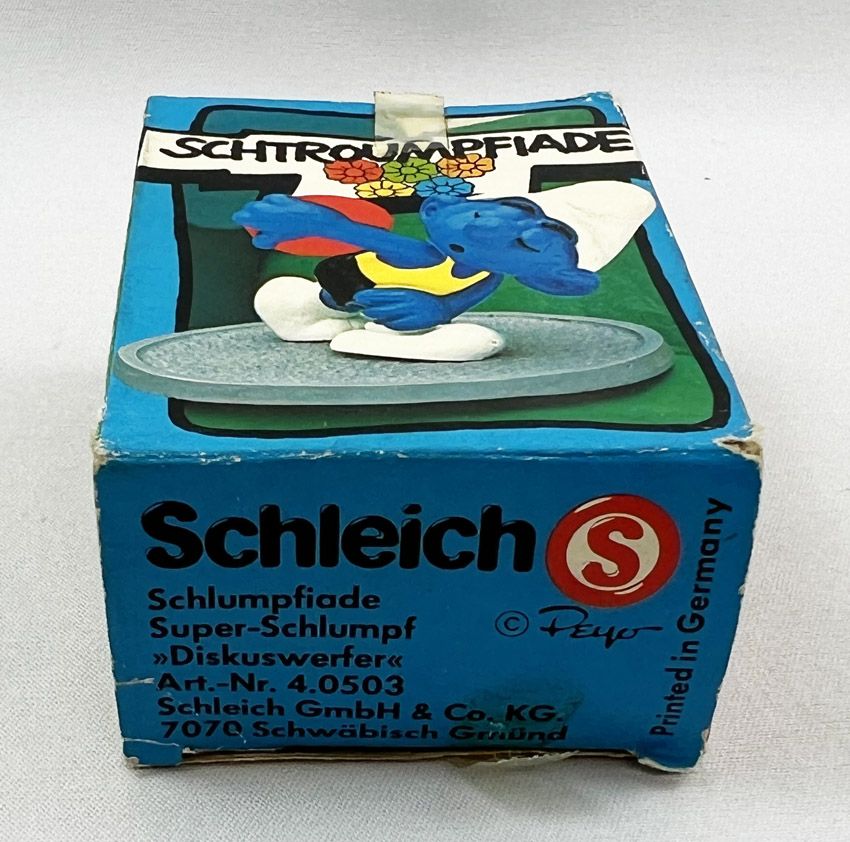 SCHTROUMPFIADE
Schleich S
Schlumpfiade
Super-Schlumpf
»Diskuswerfer«
Art.-Nr. 4.0503
Schleich GmbH & Co. KG.
7070 Schwäbisch Gmünd
© Peyo
Printed in Germany